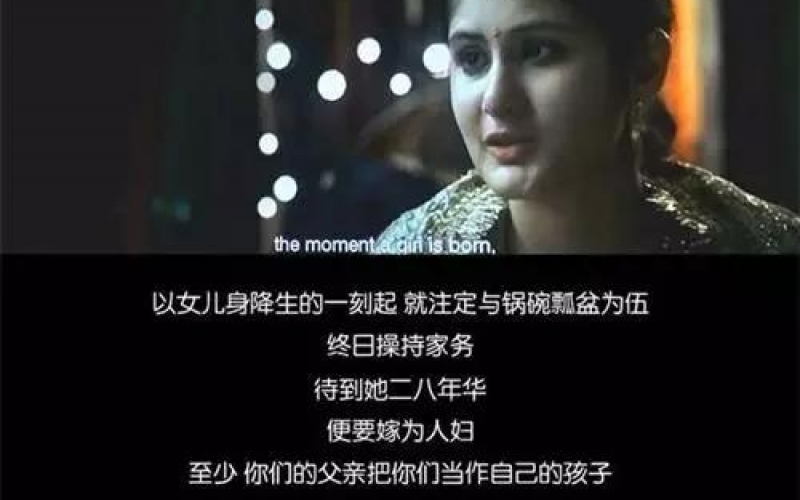 the moment a girl is born,
以女儿身降生的一刻起 就注定与锅碗瓢盆为伍
终日操持家务
待到她二八年华
便要嫁为人妇
至少 你们的父亲把你们当作自己的孩子